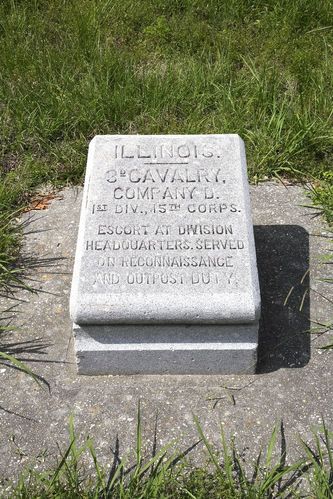 ILLINOIS.
3D CAVALRY,
COMPANY D.
1ST DIV., 15TH CORPS.
ESCORT AT DIVISION
HEADQUARTERS. SERVED
ON RECONNAISSANCE
AND OUTPOST DUTY.